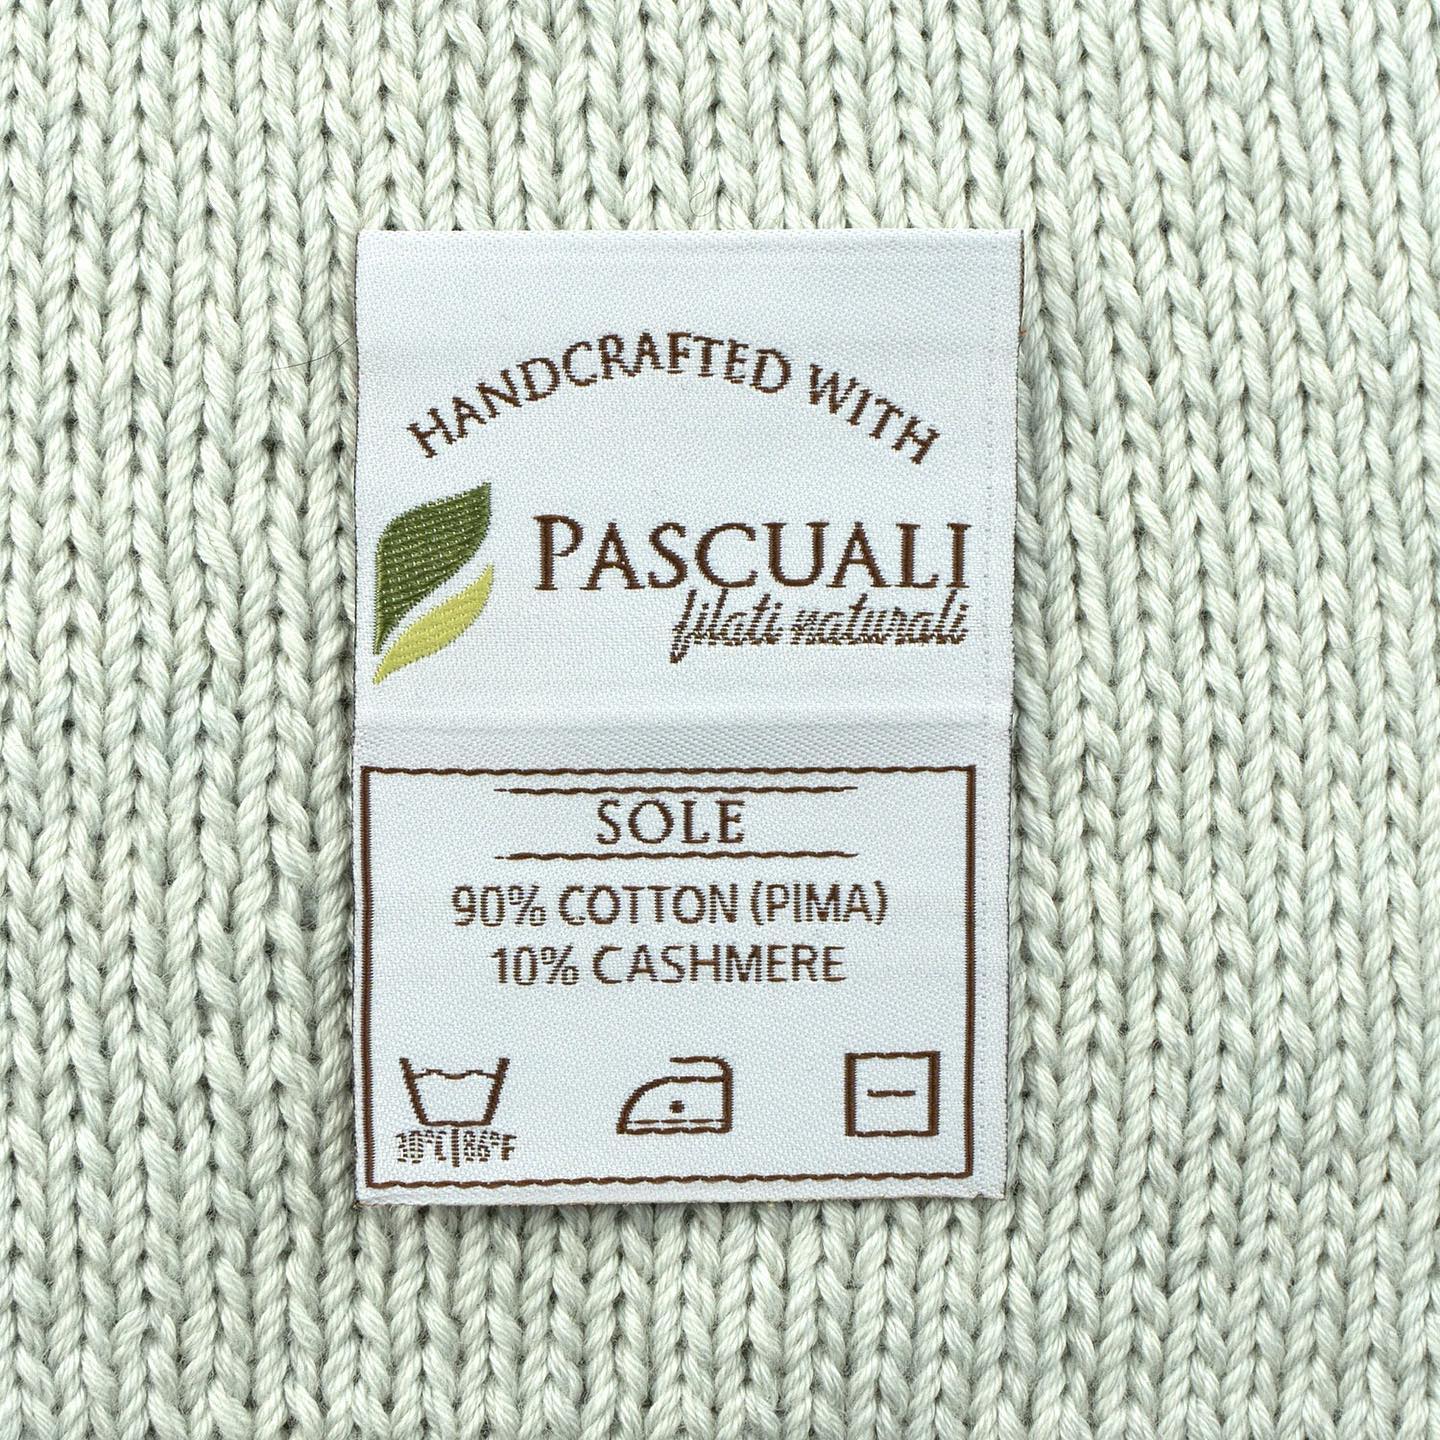 HANDCRAFTED WITH
PASCUALI
filati naturali
SOLE
90% COTTON (PIMA)
10% CASHMERE
30°C|86°F